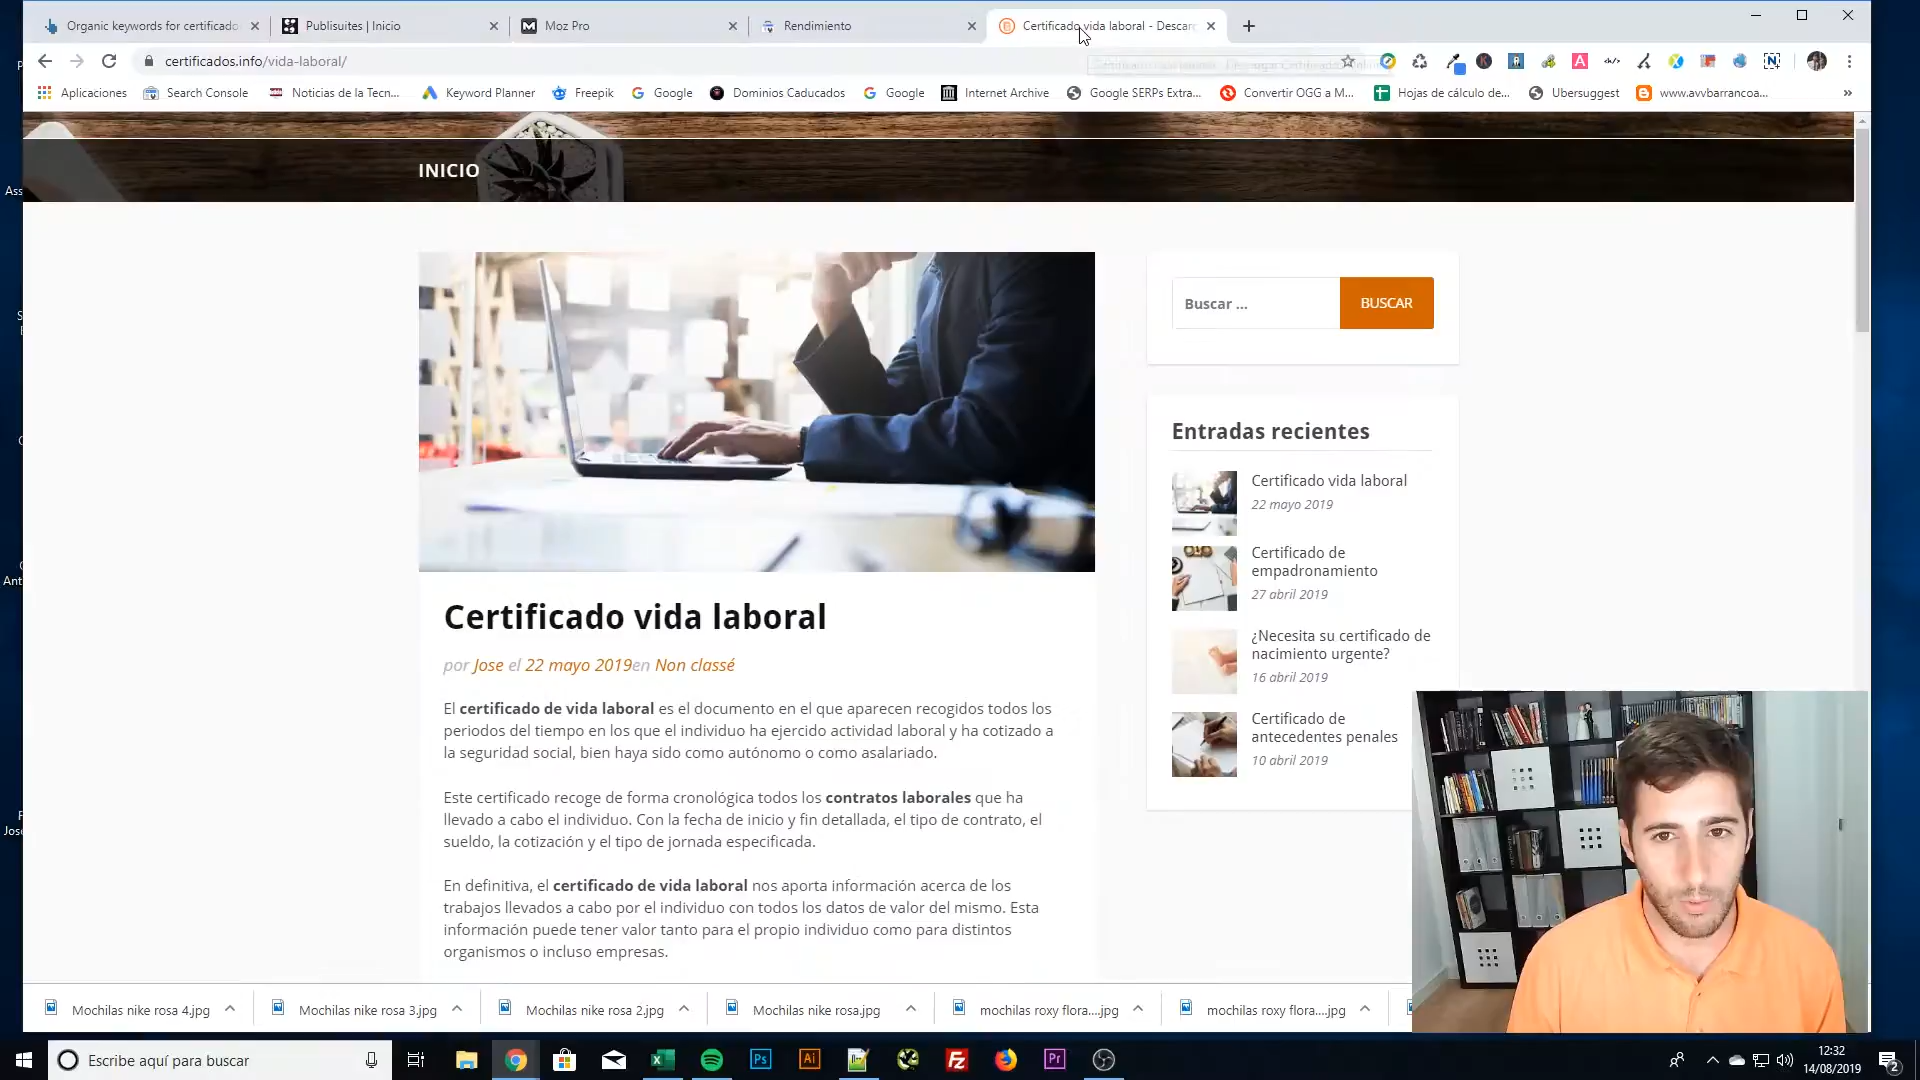 Organic keywords for certificado
Publisuites | Inicio
Moz Pro
Rendimiento
Certificado vida laboral - Descarg
certificados.info/vida-laboral/
Aplicaciones
Search Console
Noticias de la Tecn...
Keyword Planner
Freepik
Google
Dominios Caducados
Google
Internet Archive
Google SERPs Extra...
Convertir OGG a M...
Hojas de cálculo de...
Ubersuggest
www.avvbarrancoa...
»
INICIO
Buscar ...
BUSCAR
Entradas recientes
Certificado vida laboral
22 mayo 2019
Certificado de
empadronamiento
27 abril 2019
¿Necesita su certificado de
nacimiento urgente?
16 abril 2019
Certificado de
antecedentes penales
10 abril 2019
Certificado vida laboral
por Jose el 22 mayo 2019en Non classé
El certificado de vida laboral es el documento en el que aparecen recogidos todos los
periodos del tiempo en los que el individuo ha ejercido actividad laboral y ha cotizado a
la seguridad social, bien haya sido como autónomo o como asalariado.
Este certificado recoge de forma cronológica todos los contratos laborales que ha
llevado a cabo el individuo. Con la fecha de inicio y fin detallada, el tipo de contrato, el
sueldo, la cotización y el tipo de jornada especificada.
En definitiva, el certificado de vida laboral nos aporta información acerca de los
trabajos llevados a cabo por el individuo con todos los datos de valor del mismo. Esta
información puede tener valor tanto para el propio individuo como para distintos
organismos o incluso empresas.
Ass
Ant
José
Mochilas nike rosa 4.jpg
Mochilas nike rosa 3.jpg
Mochilas nike rosa 2.jpg
Mochilas nike rosa.jpg
mochilas roxy flora....jpg
mochilas roxy flora....jpg
Escribe aquí para buscar
Ps
Ai
Fz
Pr
12:32
14/08/2019
2